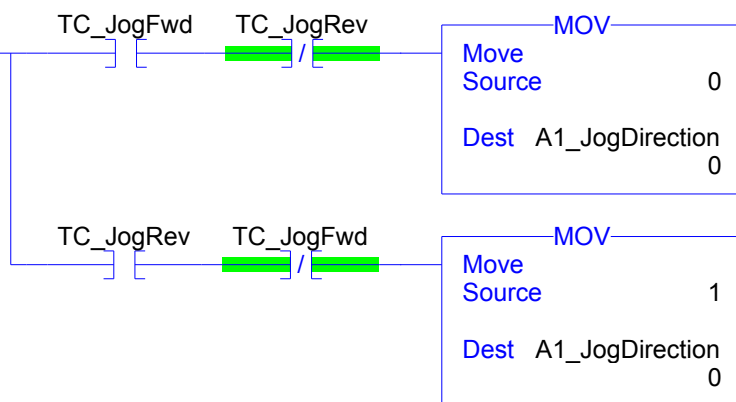 TC_JogFwd TC_JogRev MOV
/ Move
Source 0
Dest A1_JogDirection
0
TC_JogRev TC_JogFwd MOV
/ Move
Source 1
Dest A1_JogDirection
0